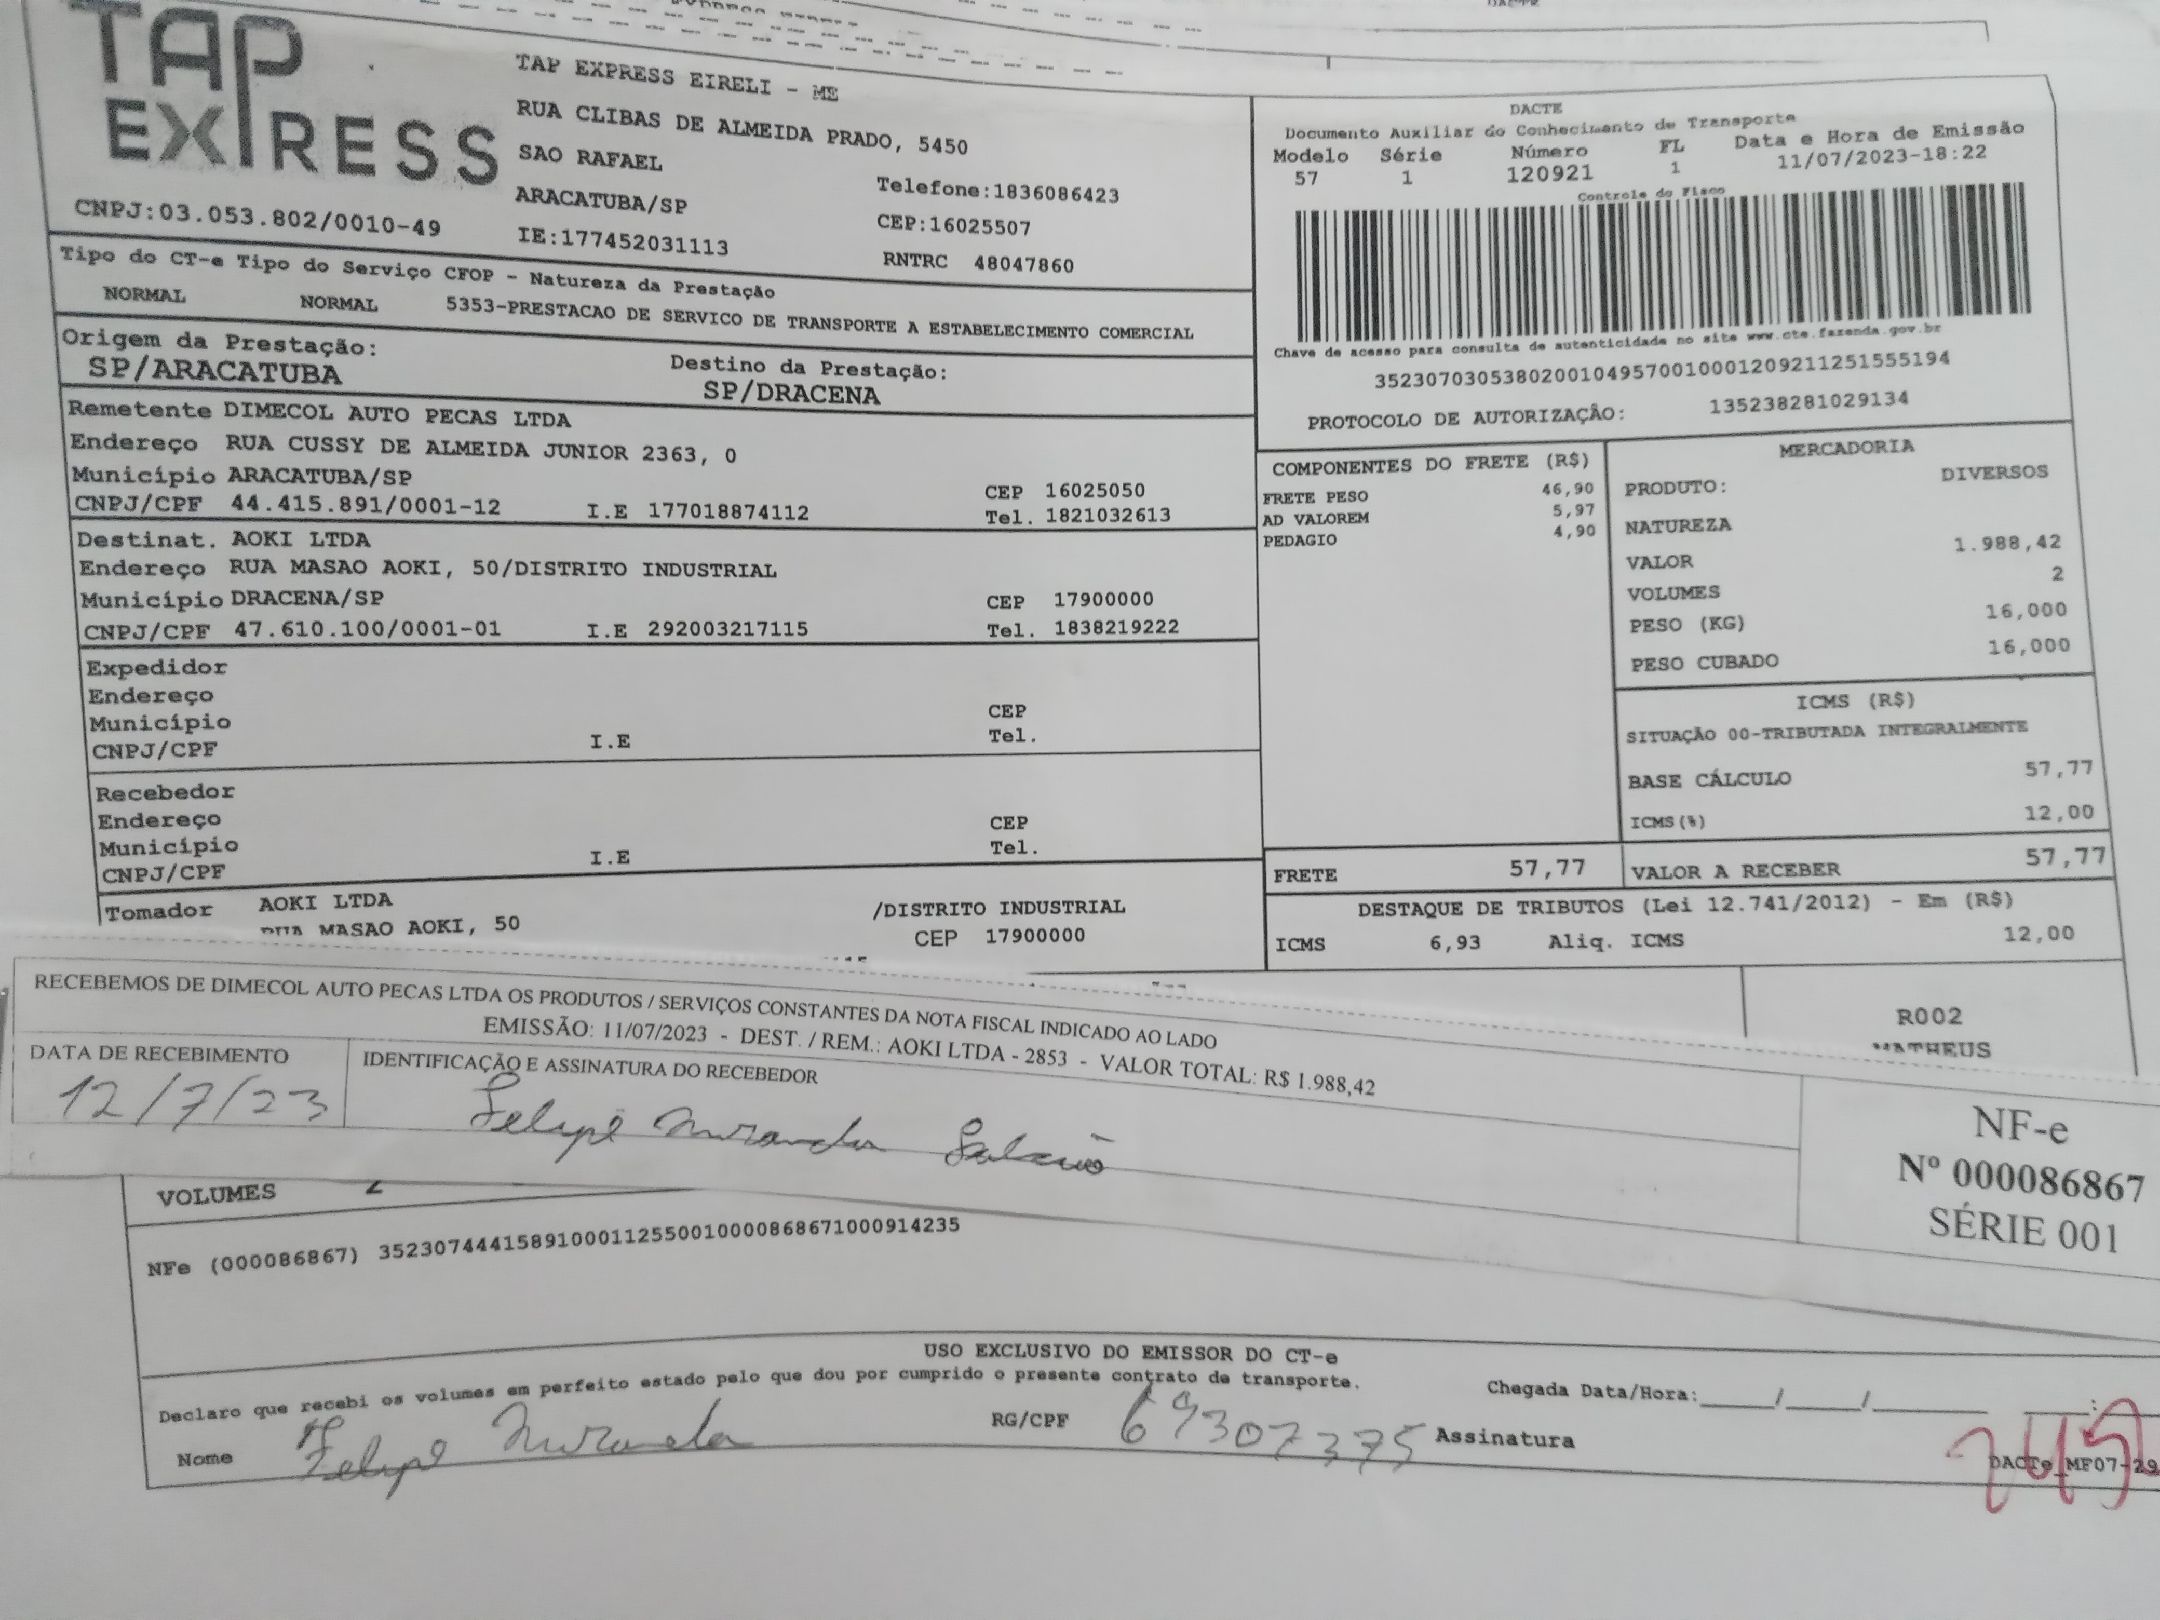 DACTE
TAP EXPRESS
TAP EXPRESS EIRELI - ME
RUA CLIBAS DE ALMEIDA PRADO, 5450
SAO RAFAEL
ARACATUBA/SP
Telefone:1836086423
CNPJ:03.053.802/0010-49
IE:177452031113
CEP:16025507
RNTRC 48047860
DACTE
Documento Auxiliar do Conhecimento de Transporte
Modelo Série Número FL Data e Hora de Emissão
57 1 120921 1 11/07/2023-18:22
Controle do Fisco
Chave de acesso para consulta de autenticidade no site www.cte.fazenda.gov.br
35230703053802001049570010001209211251555194
PROTOCOLO DE AUTORIZAÇÃO: 135238281029134
Tipo do CT-e Tipo do Serviço CFOP - Natureza da Prestação
NORMAL NORMAL 5353-PRESTACAO DE SERVICO DE TRANSPORTE A ESTABELECIMENTO COMERCIAL
Origem da Prestação: Destino da Prestação:
SP/ARACATUBA SP/DRACENA
Remetente DIMECOL AUTO PECAS LTDA
Endereço RUA CUSSY DE ALMEIDA JUNIOR 2363, 0
Município ARACATUBA/SP CEP 16025050
CNPJ/CPF 44.415.891/0001-12 I.E 177018874112 Tel. 1821032613
Destinat. AOKI LTDA
Endereço RUA MASAO AOKI, 50/DISTRITO INDUSTRIAL
Município DRACENA/SP CEP 17900000
CNPJ/CPF 47.610.100/0001-01 I.E 292003217115 Tel. 1838219222
Expedidor
Endereço
Município CEP
CNPJ/CPF I.E Tel.
Recebedor
Endereço
Município CEP
CNPJ/CPF I.E Tel.
Tomador AOKI LTDA /DISTRITO INDUSTRIAL
RUA MASAO AOKI, 50 CEP 17900000
COMPONENTES DO FRETE (R$)
FRETE PESO 46,90
AD VALOREM 5,97
PEDAGIO 4,90
MERCADORIA
PRODUTO: DIVERSOS
NATUREZA
VALOR 1.988,42
VOLUMES 2
PESO (KG) 16,000
PESO CUBADO 16,000
ICMS (R$)
SITUAÇÃO 00-TRIBUTADA INTEGRALMENTE
BASE CÁLCULO 57,77
ICMS(%) 12,00
FRETE 57,77 VALOR A RECEBER 57,77
DESTAQUE DE TRIBUTOS (Lei 12.741/2012) - Em (R$)
ICMS 6,93 Aliq. ICMS 12,00
R002
MATHEUS
RECEBEMOS DE DIMECOL AUTO PECAS LTDA OS PRODUTOS / SERVIÇOS CONSTANTES DA NOTA FISCAL INDICADO AO LADO
EMISSÃO: 11/07/2023 - DEST. / REM.: AOKI LTDA - 2853 - VALOR TOTAL: R$ 1.988,42
DATA DE RECEBIMENTO IDENTIFICAÇÃO E ASSINATURA DO RECEBEDOR
12/7/23 Felipe Miranda
NF-e
Nº 000086867
SÉRIE 001
VOLUMES 2
NFe (000086867) 35230744415891000112550010000868671000914235
USO EXCLUSIVO DO EMISSOR DO CT-e
Declaro que recebi os volumes em perfeito estado pelo que dou por cumprido o presente contrato de transporte. Chegada Data/Hora:____/____/______ ___:
Nome Felipe Miranda RG/CPF 69307375 Assinatura
DACTe_MF07-29